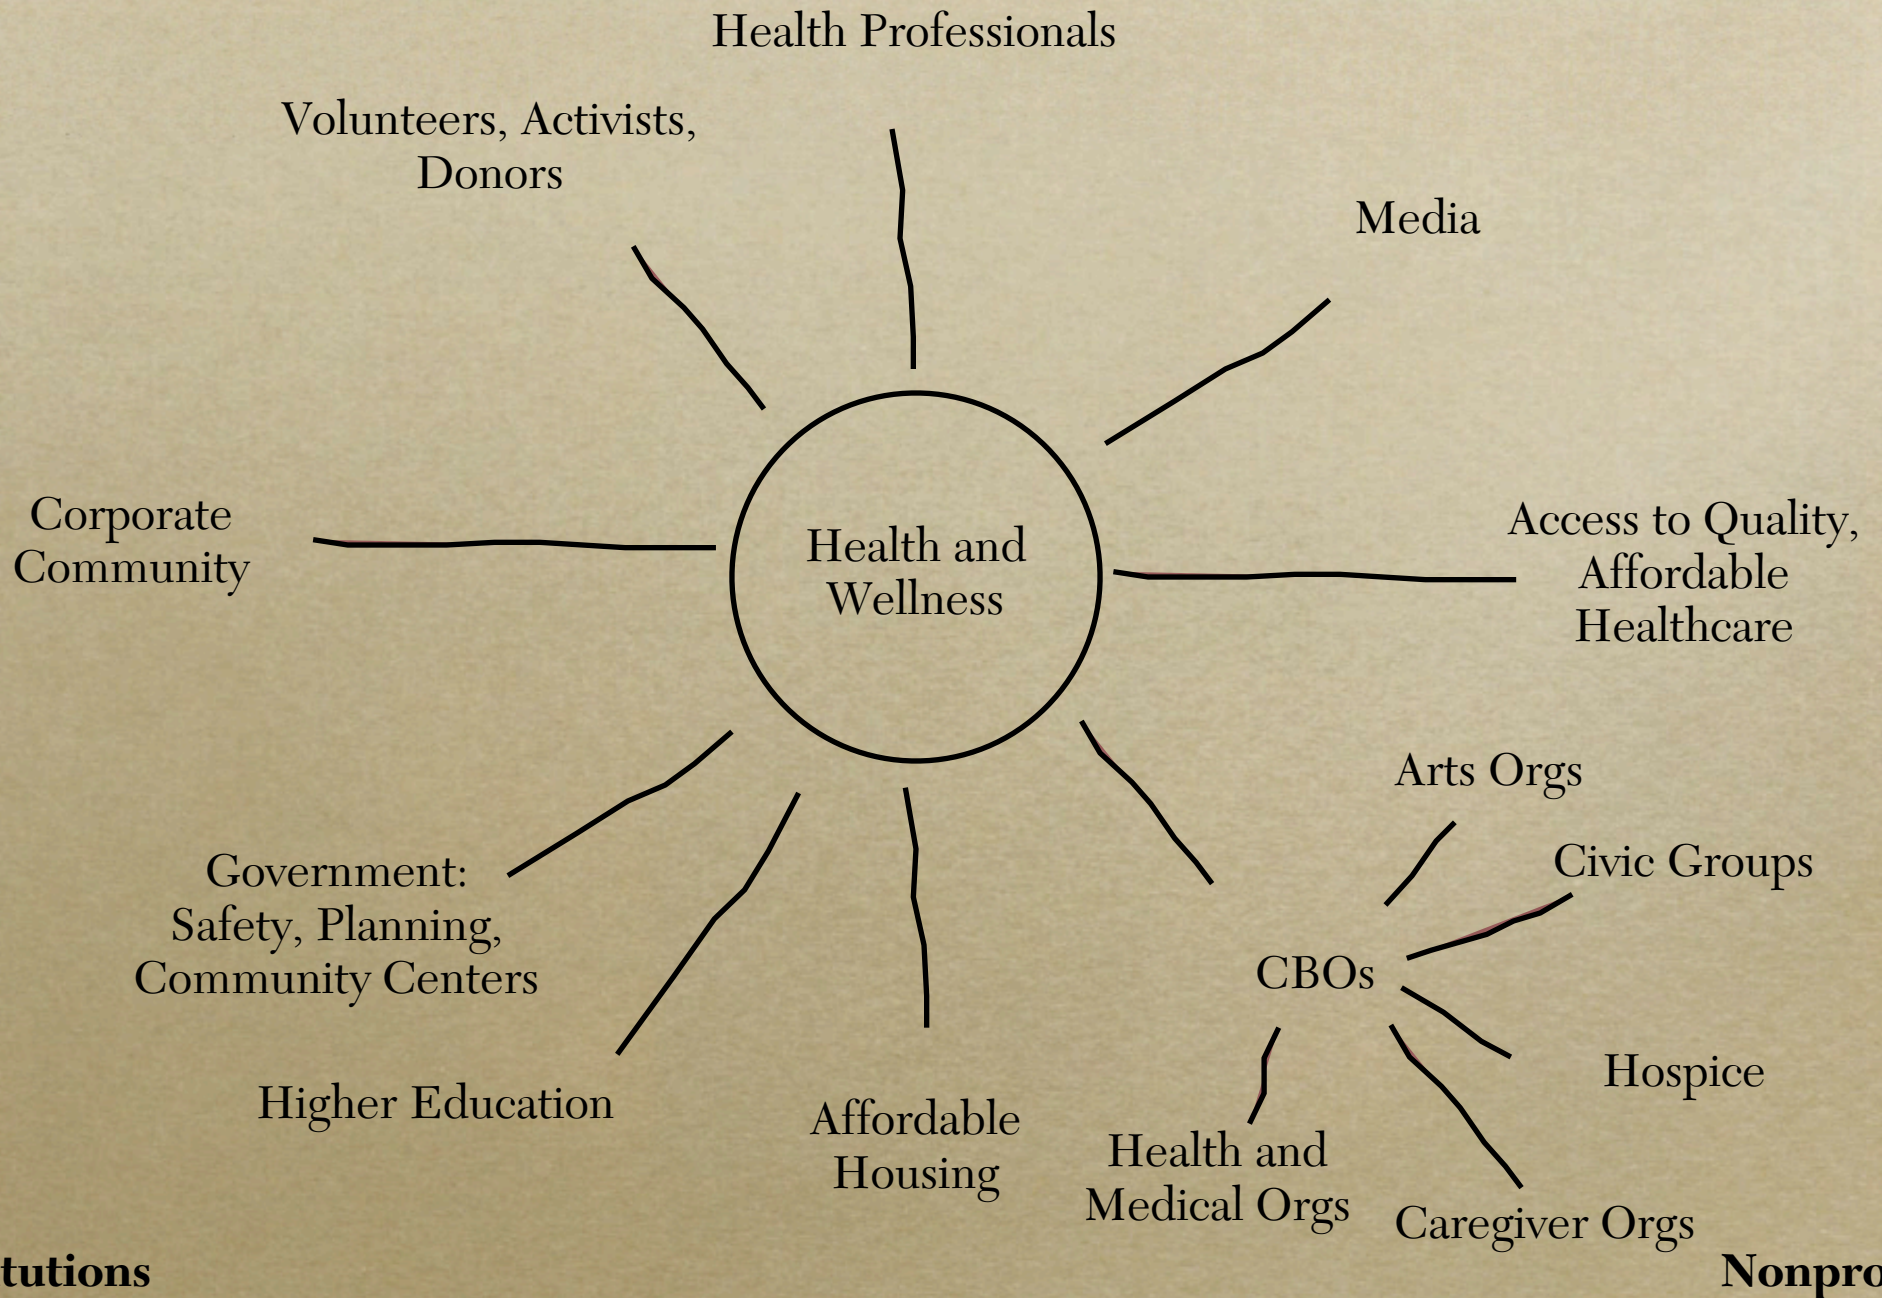 Health Professionals
Volunteers, Activists,
Donors
Media
Corporate
Community
Health and
Wellness
Access to Quality,
Affordable
Healthcare
Arts Orgs
Civic Groups
Government:
Safety, Planning,
Community Centers
CBOs
Hospice
Higher Education
Affordable
Housing
Health and
Medical Orgs
Caregiver Orgs
tutions
Nonpro